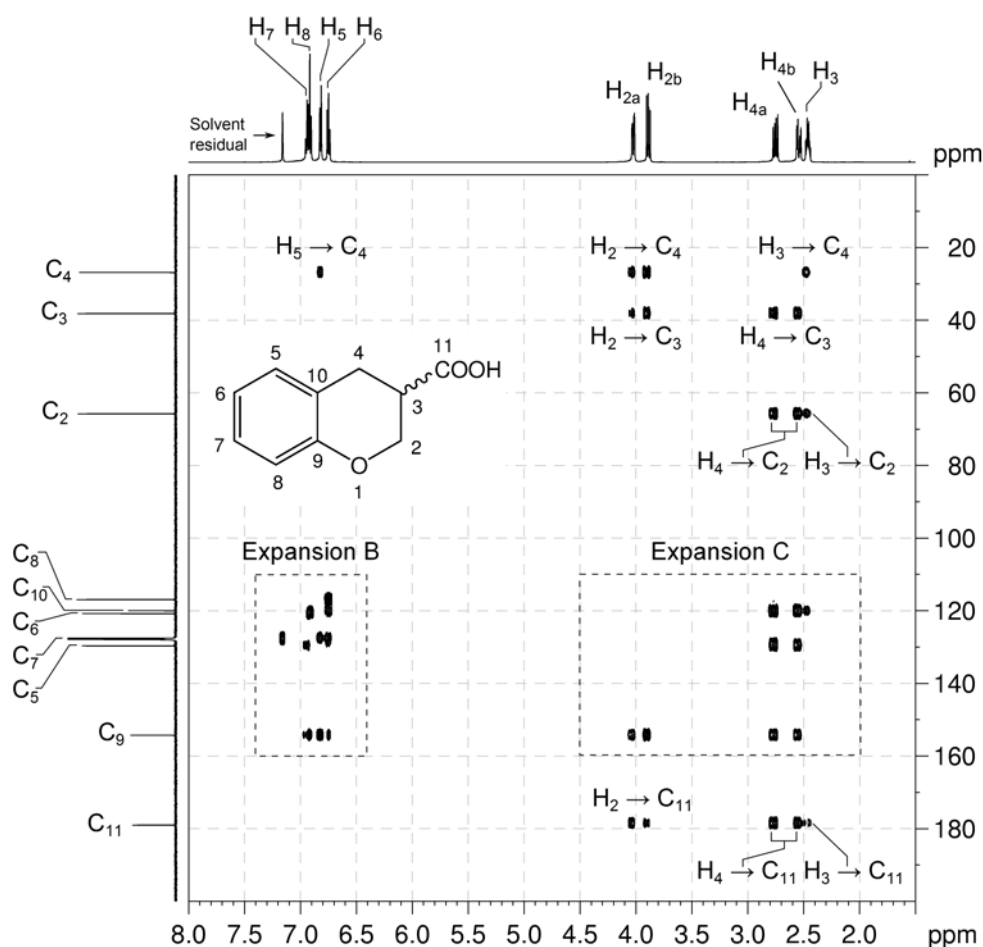 H7 H8 H5 H6
H2a H2b H4a H4b H3
Solvent
residual
ppm
H5 → C4 H2 → C4 H3 → C4
20
C4
C3
40
H2 → C3 H4 → C3
11
COOH
4
5
10
6
3
7
9
2
8
O
1
C2
60
H4 → C2 H3 → C2
80
100
Expansion B Expansion C
C8
C10
C6
C7
C5
120
140
C9
160
H2 → C11
C11
180
H4 → C11 H3 → C11
8.0 7.5 7.0 6.5 6.0 5.5 5.0 4.5 4.0 3.5 3.0 2.5 2.0 ppm